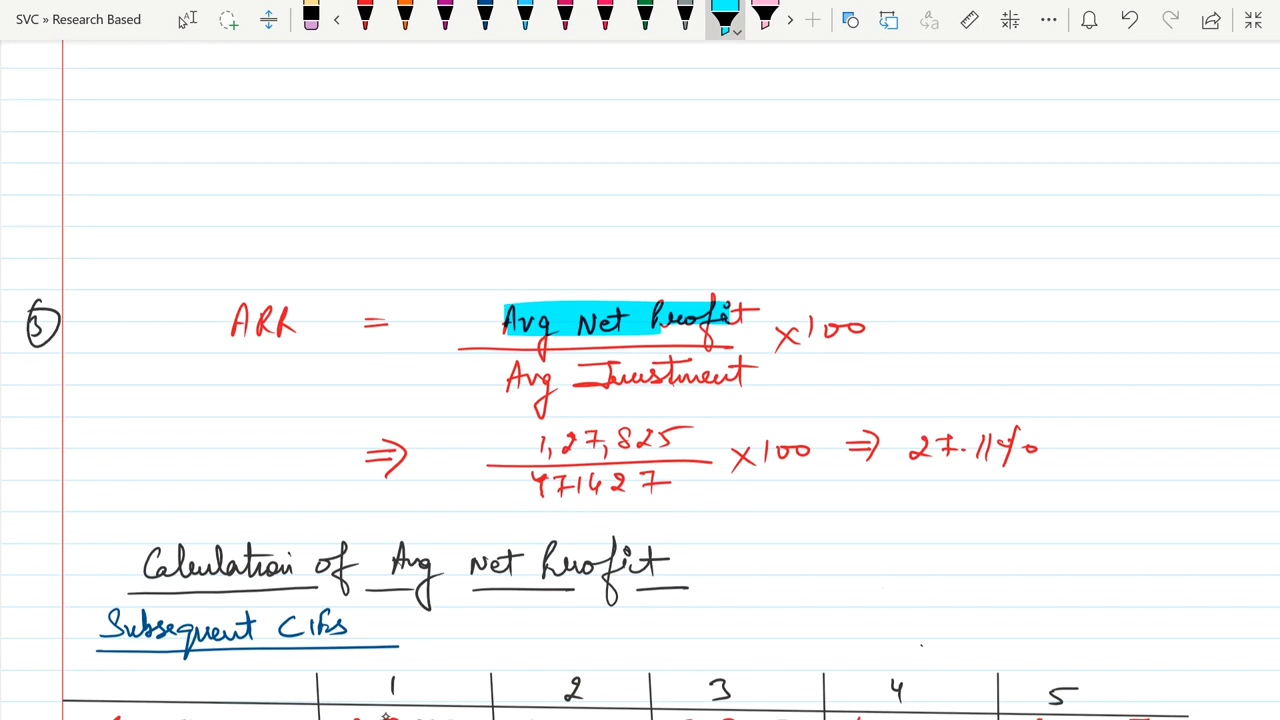 SVC » Research Based
3 ARR = Avg Net Profit × 100
Avg Investment
⇒ 1,27,825 × 100 ⇒ 27.11%
471427
Calculation of Avg Net Profit
Subsequent CIFs
1 2 3 4 5